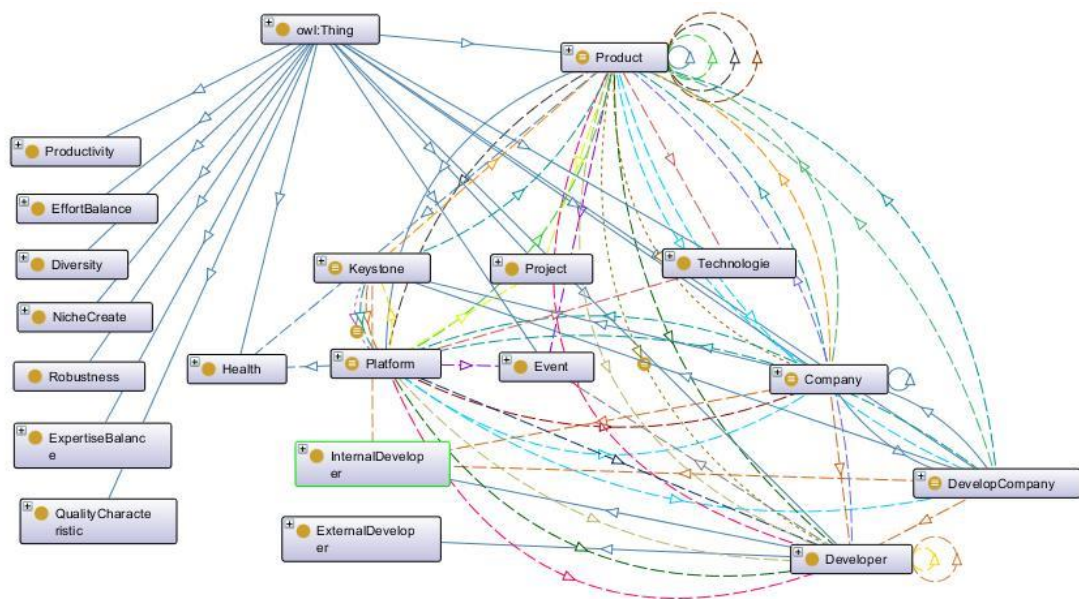 owl:Thing
Product
Productivity
EffortBalance
Diversity
Keystone
Project
Technologie
NicheCreate
Health
Platform
Event
Company
Robustness
ExpertiseBalanc
e
InternalDevelop
er
DevelopCompany
QualityCharacte
ristic
ExternalDevelop
er
Developer